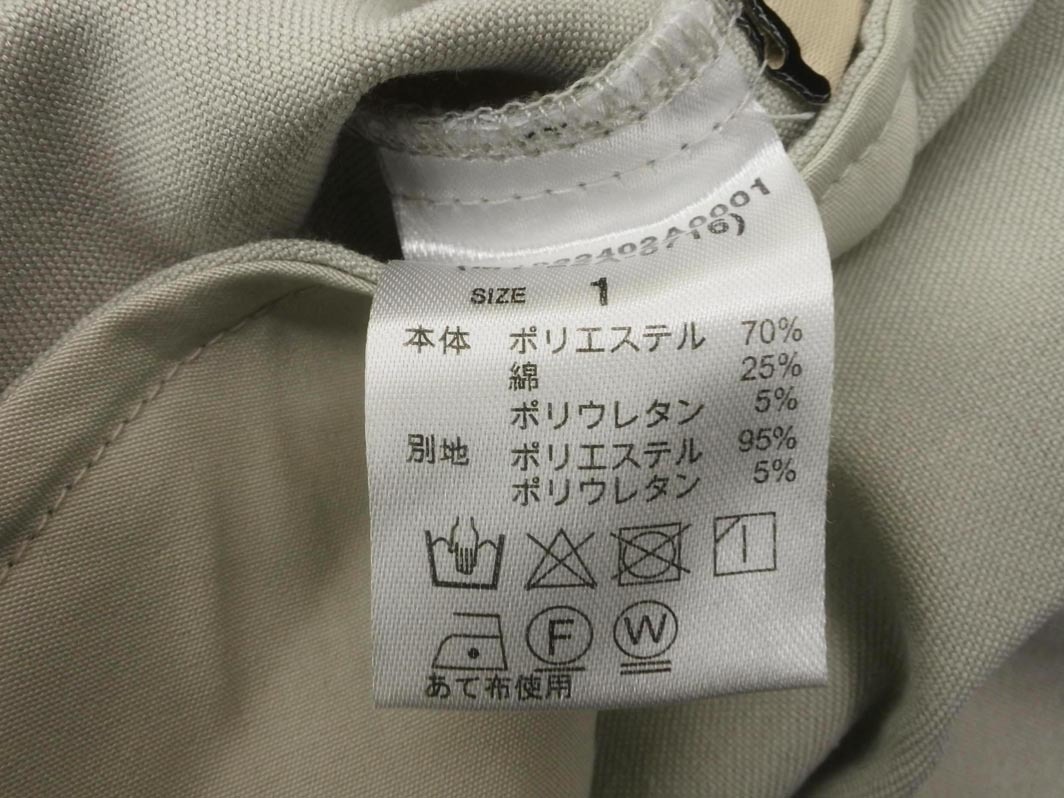 SIZE 1
本体 ポリエステル 70%
綿 25%
ポリウレタン 5%
別地 ポリエステル 95%
ポリウレタン 5%
F W
あて布使用